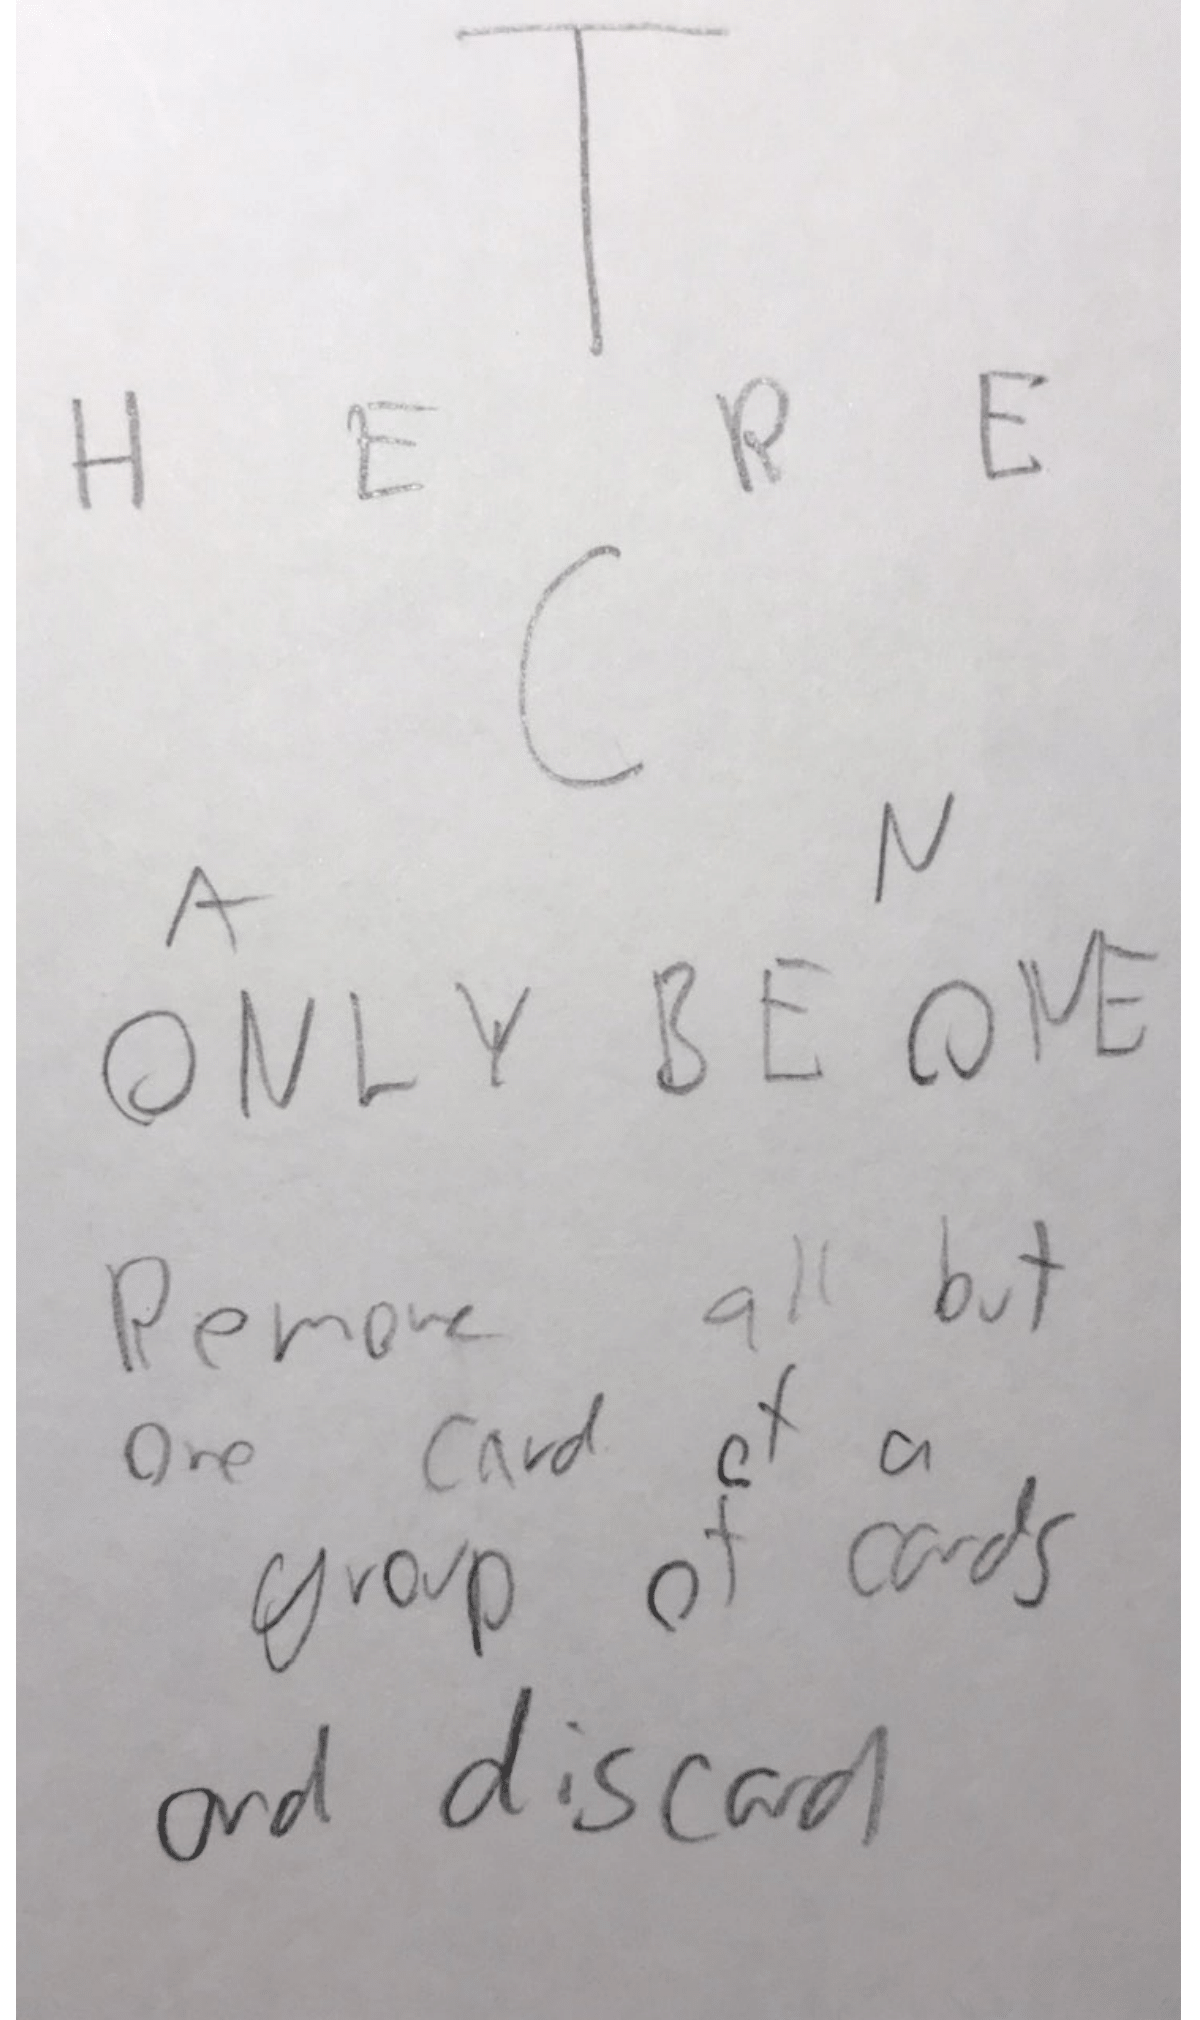 T
H E R E
C
A N
ONLY BE ONE
Remove all but
one card of a
group of cards
and discard